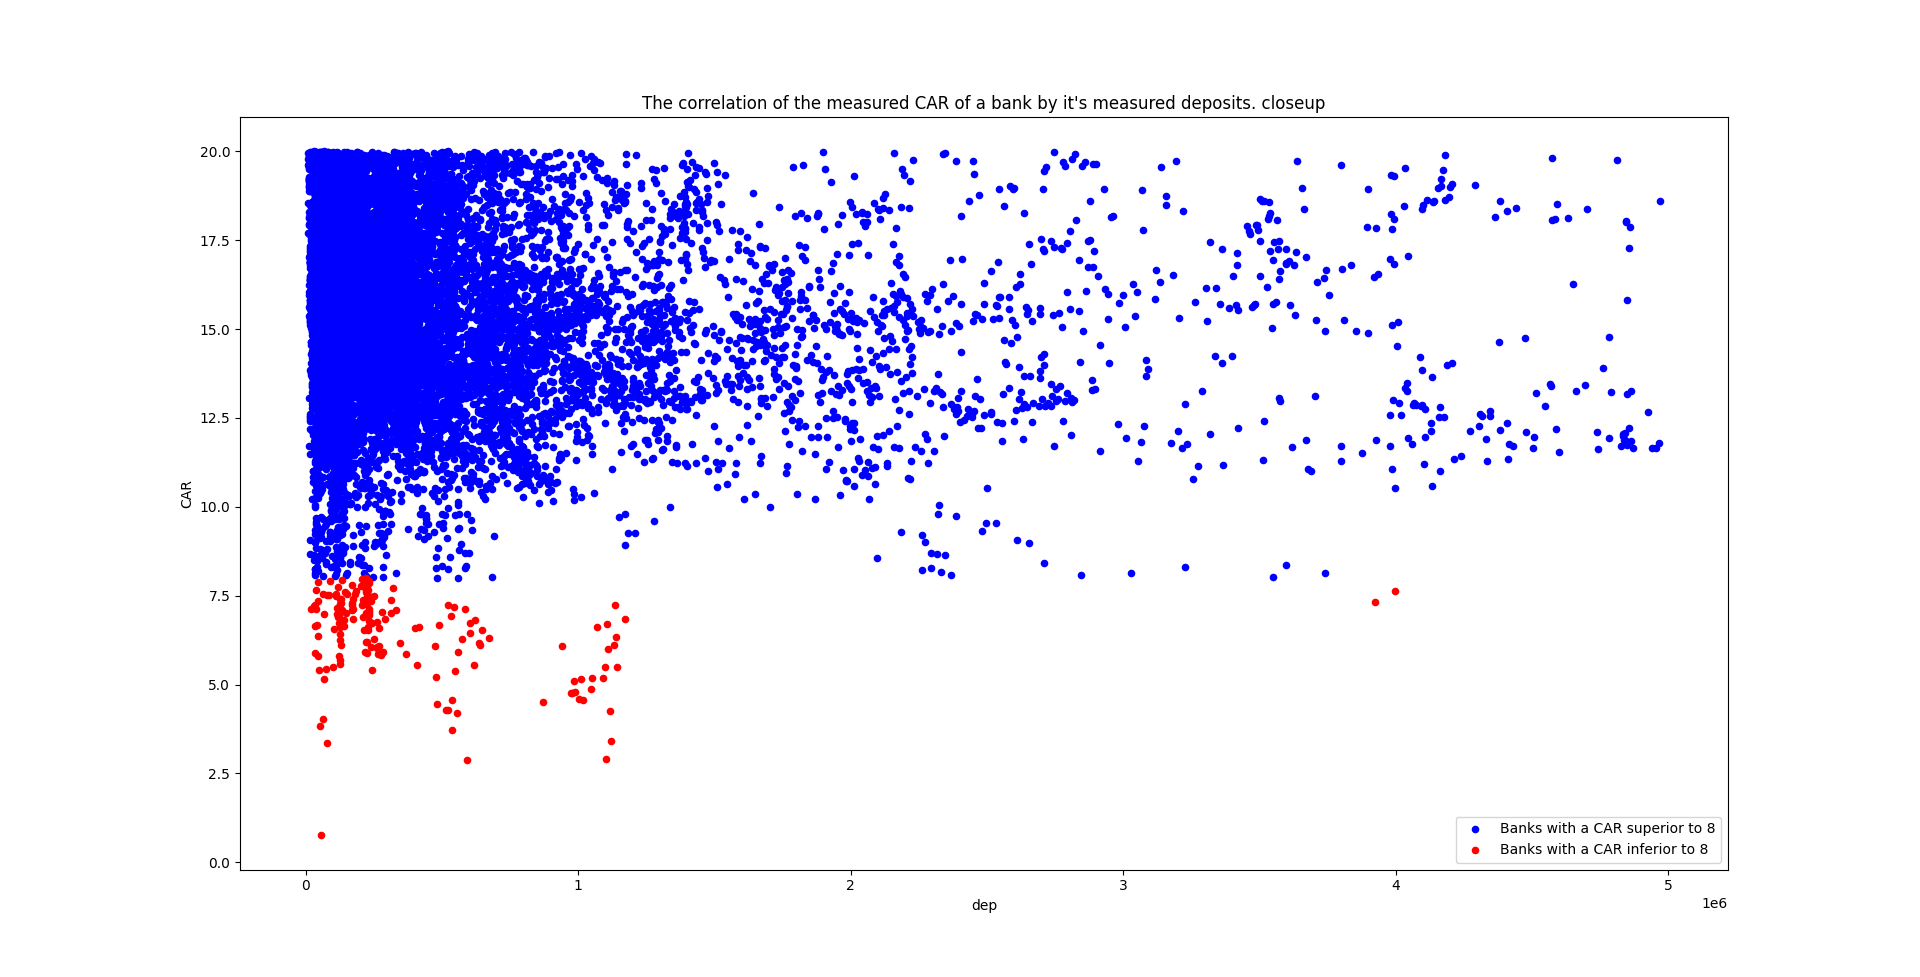 The correlation of the measured CAR of a bank by it's measured deposits. closeup
20.0
17.5
15.0
12.5
10.0
7.5
5.0
2.5
0.0
CAR
0 1 2 3 4 5
1e6
dep
Banks with a CAR superior to 8
Banks with a CAR inferior to 8